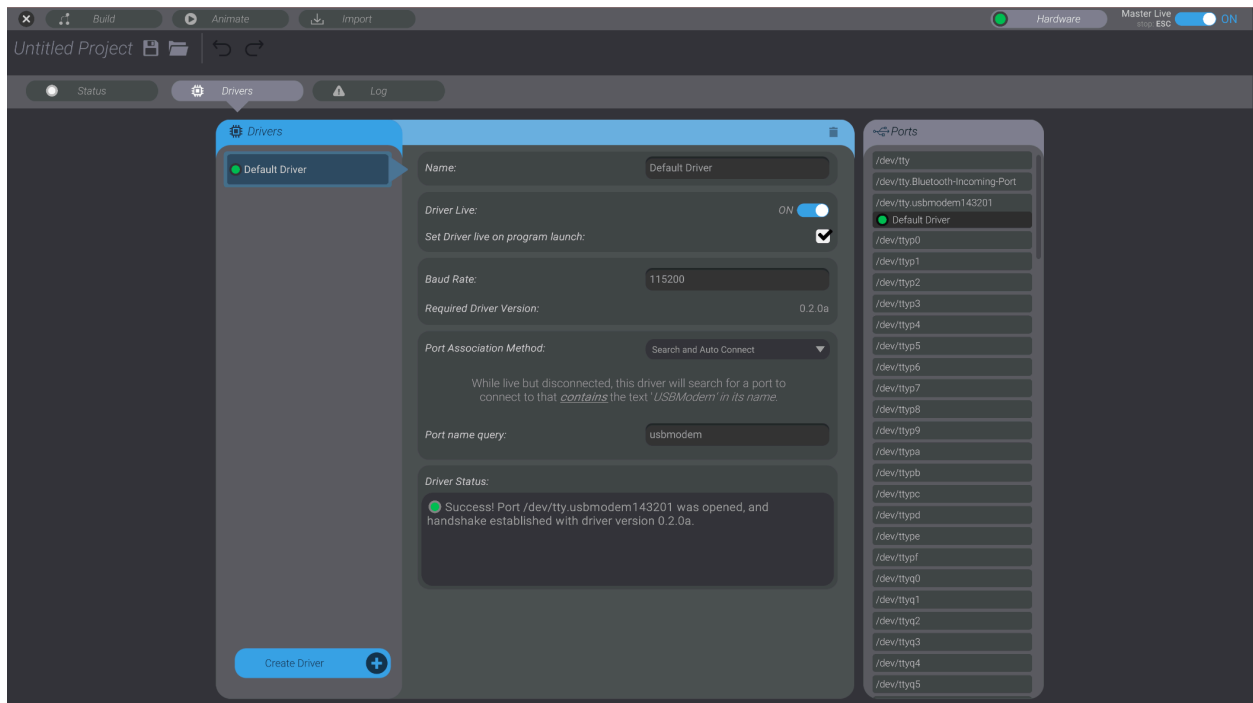 Build
Animate
Import
Hardware
Master Live
stop: ESC
ON
Untitled Project
Status
Drivers
Log
Drivers
Default Driver
Create Driver
Name:
Default Driver
Driver Live:
ON
Set Driver live on program launch:
Baud Rate:
115200
Required Driver Version:
0.2.0a
Port Association Method:
Search and Auto Connect
While live but disconnected, this driver will search for a port to
connect to that contains the text 'USBModem' in its name.
Port name query:
usbmodem
Driver Status:
Success! Port /dev/tty.usbmodem143201 was opened, and
handshake established with driver version 0.2.0a.
Ports
/dev/tty
/dev/tty.Bluetooth-Incoming-Port
/dev/tty.usbmodem143201
Default Driver
/dev/ttyp0
/dev/ttyp1
/dev/ttyp2
/dev/ttyp3
/dev/ttyp4
/dev/ttyp5
/dev/ttyp6
/dev/ttyp7
/dev/ttyp8
/dev/ttyp9
/dev/ttypa
/dev/ttypb
/dev/ttypc
/dev/ttypd
/dev/ttype
/dev/ttypf
/dev/ttyq0
/dev/ttyq1
/dev/ttyq2
/dev/ttyq3
/dev/ttyq4
/dev/ttyq5